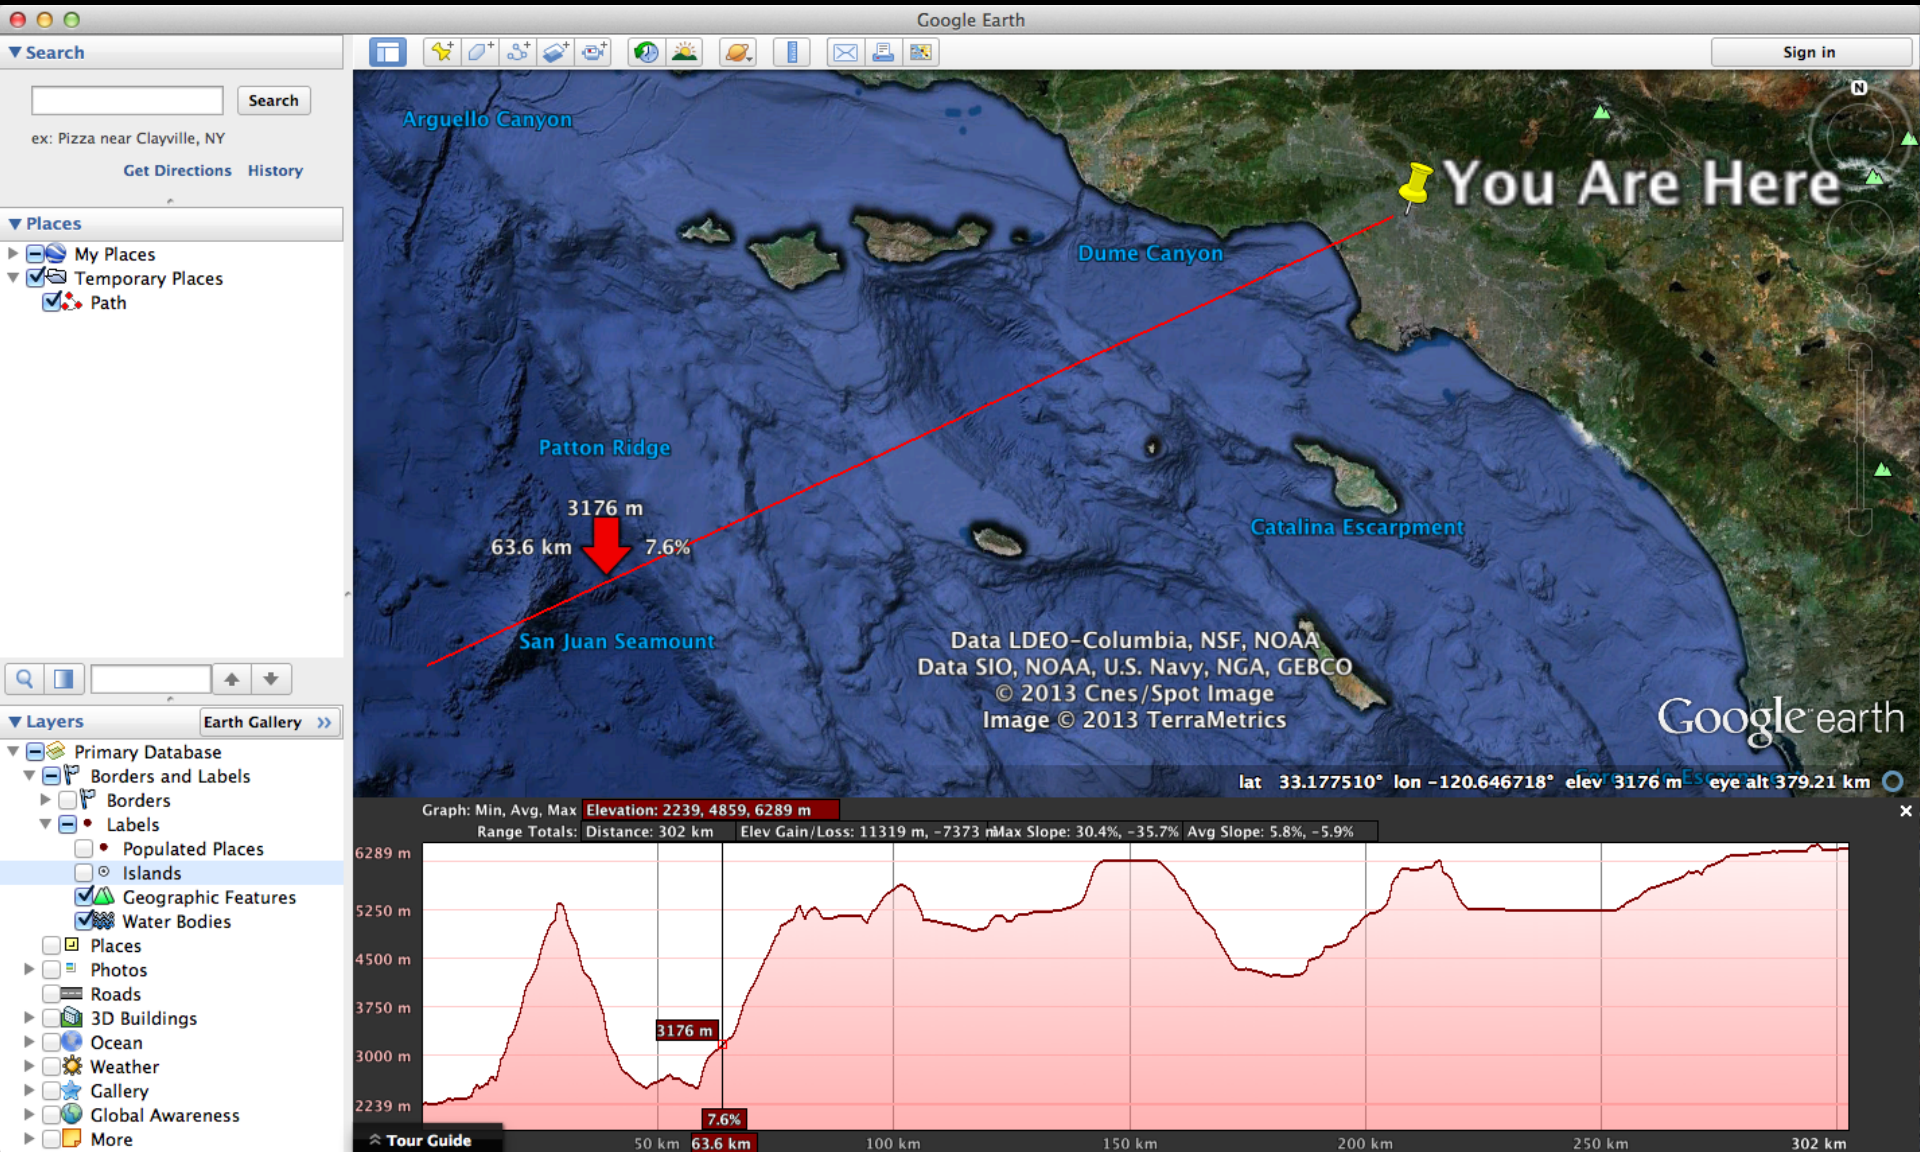 Google Earth
Search
Search
ex: Pizza near Clayville, NY
Get Directions History
Places
My Places
Temporary Places
Path
Layers
Earth Gallery »
Primary Database
Borders and Labels
Borders
Labels
Populated Places
Islands
Geographic Features
Water Bodies
Places
Photos
Roads
3D Buildings
Ocean
Weather
Gallery
Global Awareness
More
Sign in
N
Arguello Canyon
You Are Here
Dume Canyon
Patton Ridge
3176 m
63.6 km 7.6%
Catalina Escarpment
San Juan Seamount
Data LDEO-Columbia, NSF, NOAA
Data SIO, NOAA, U.S. Navy, NGA, GEBCO
© 2013 Cnes/Spot Image
Image © 2013 TerraMetrics
Google earth
lat 33.177510° lon -120.646718° elev 3176 m eye alt 379.21 km
Graph: Min, Avg, Max Elevation: 2239, 4859, 6289 m
Range Totals: Distance: 302 km Elev Gain/Loss: 11319 m, -7373 m Max Slope: 30.4%, -35.7% Avg Slope: 5.8%, -5.9%
6289 m
5250 m
4500 m
3750 m
3176 m
3000 m
2239 m
7.6%
Tour Guide
50 km 63.6 km 100 km 150 km 200 km 250 km 302 km